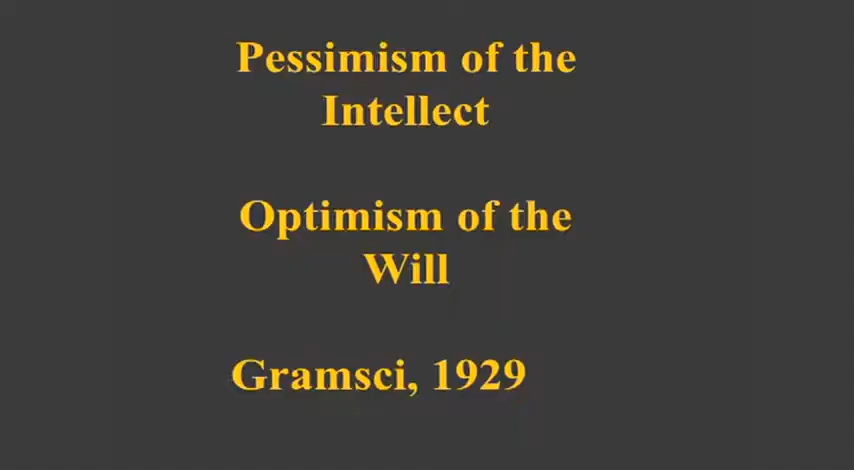 Pessimism of the
Intellect
Optimism of the
Will
Gramsci, 1929